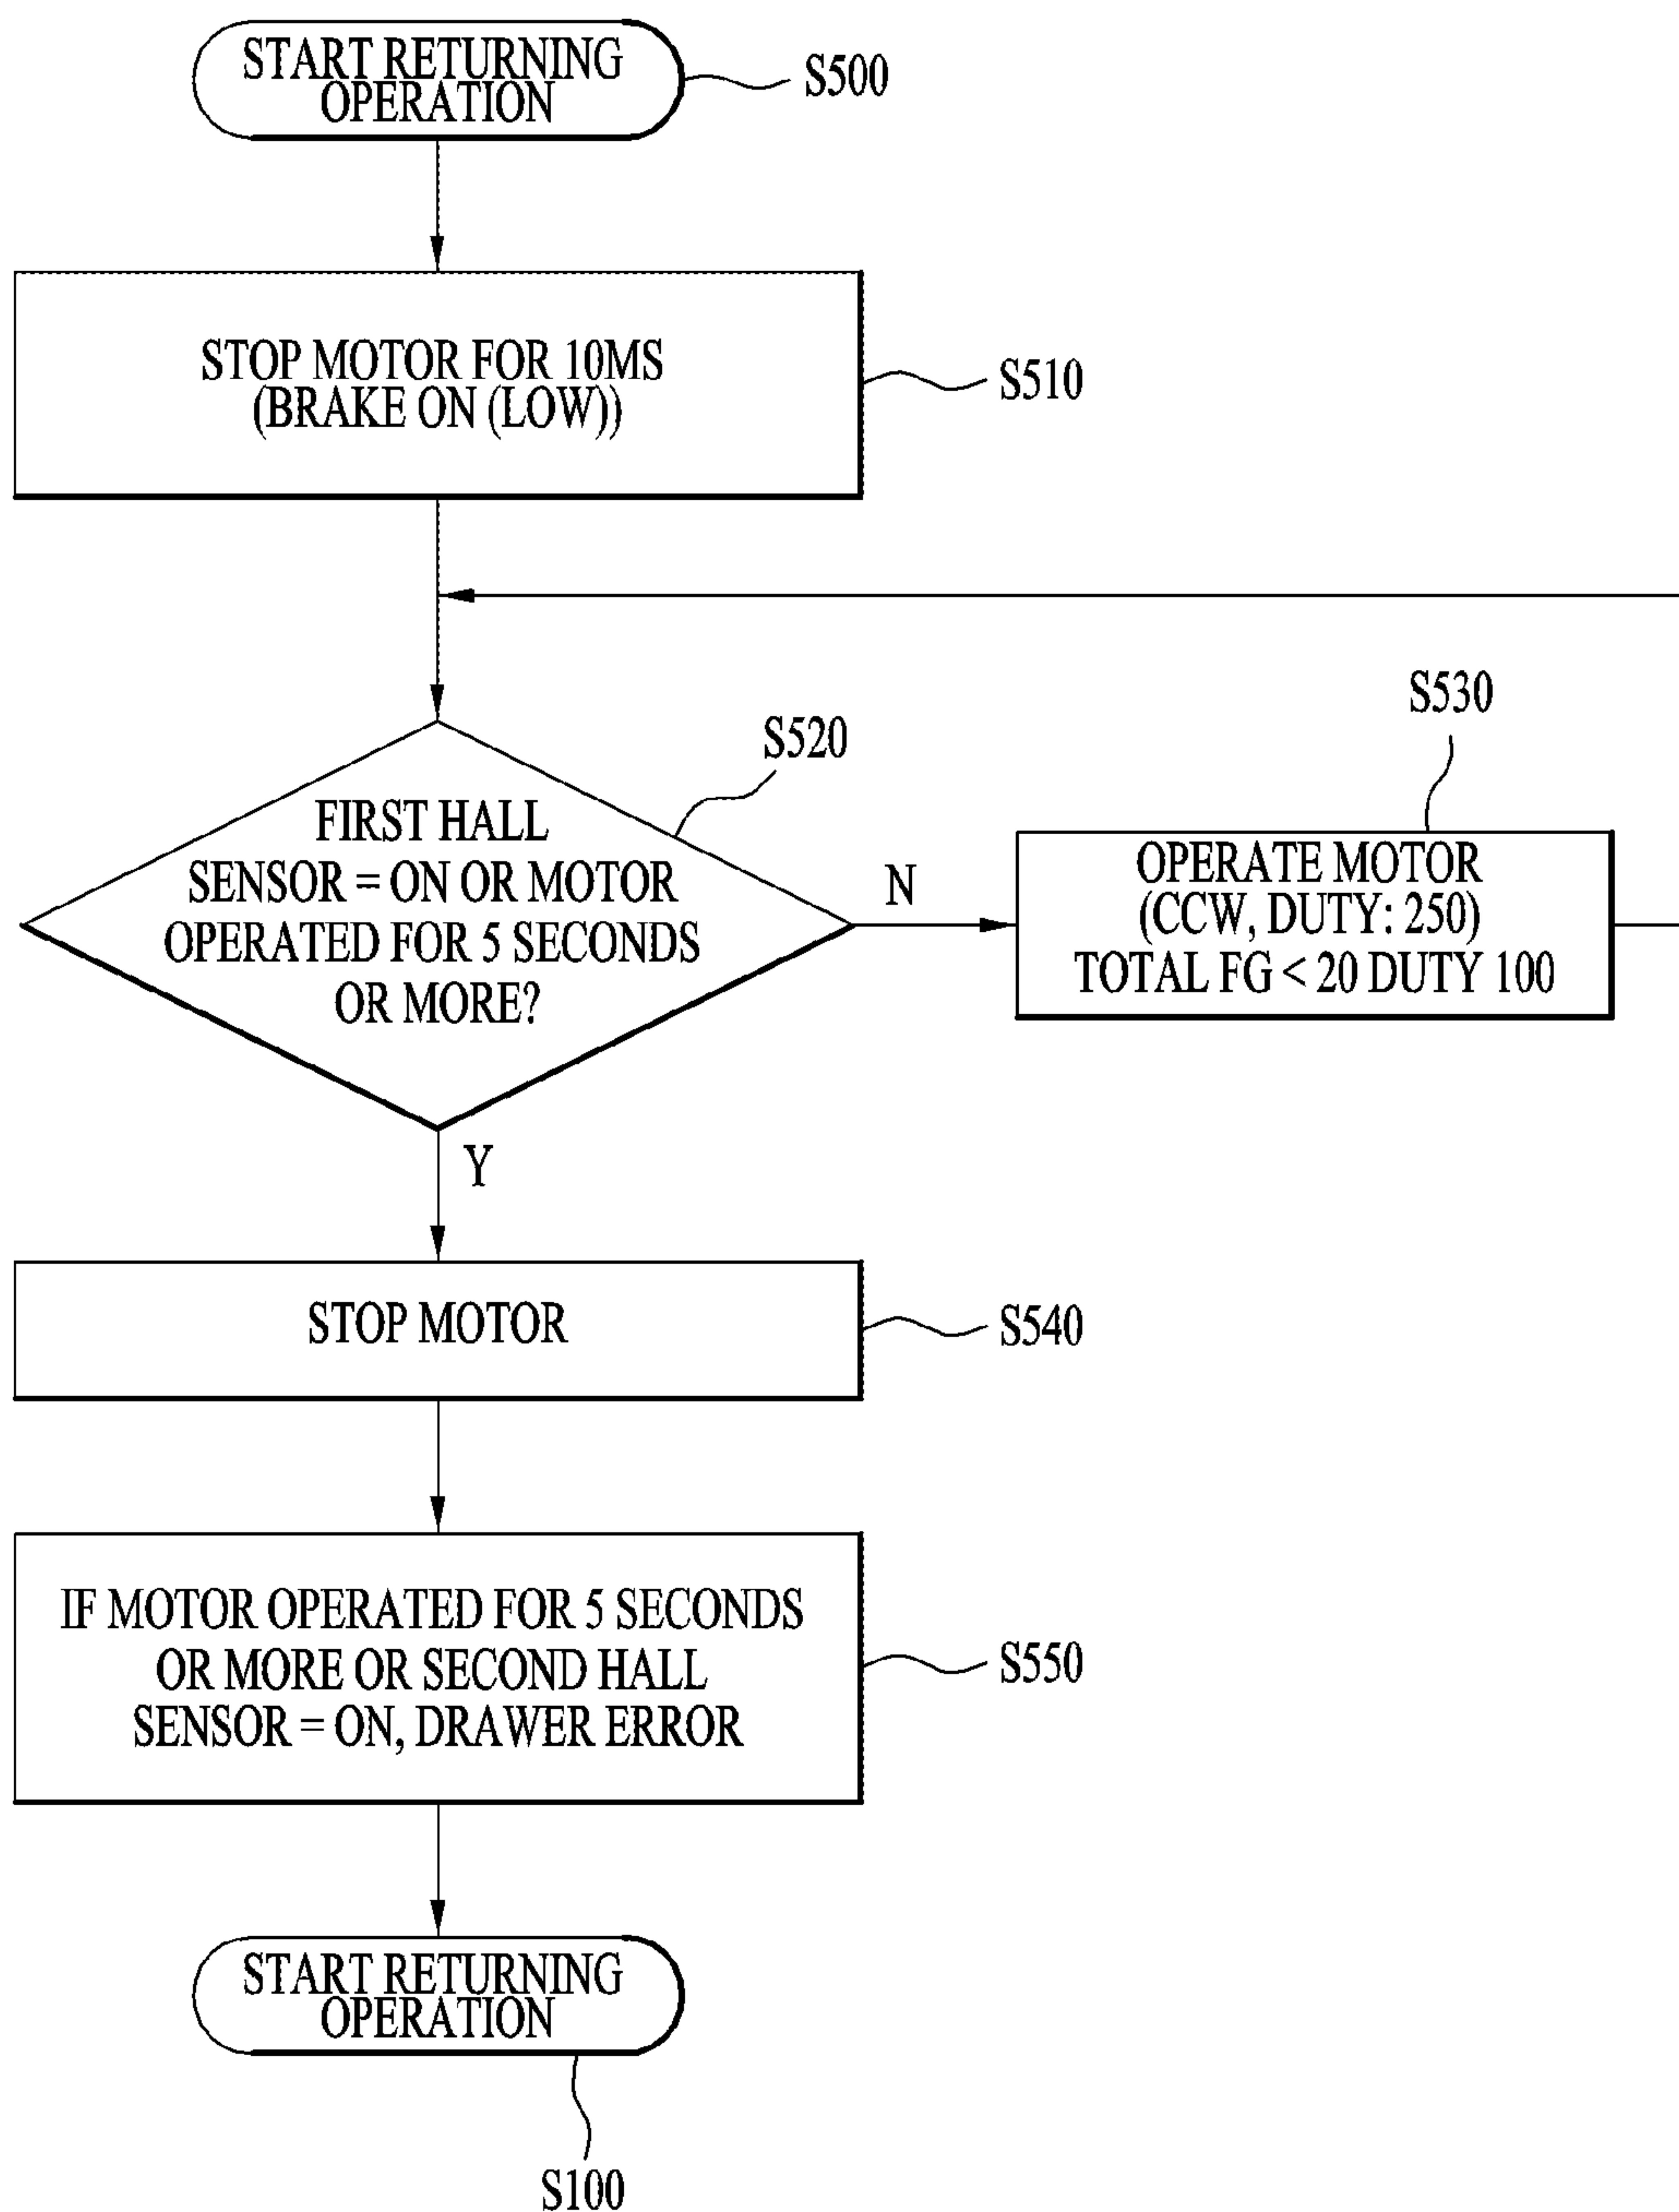 START RETURNING
OPERATION
S500
STOP MOTOR FOR 10MS
(BRAKE ON (LOW))
S510
S520
FIRST HALL
SENSOR = ON OR MOTOR
OPERATED FOR 5 SECONDS
OR MORE?
N
S530
OPERATE MOTOR
(CCW, DUTY: 250)
TOTAL FG < 20 DUTY 100
Y
STOP MOTOR
S540
IF MOTOR OPERATED FOR 5 SECONDS
OR MORE OR SECOND HALL
SENSOR = ON, DRAWER ERROR
S550
START RETURNING
OPERATION
S100